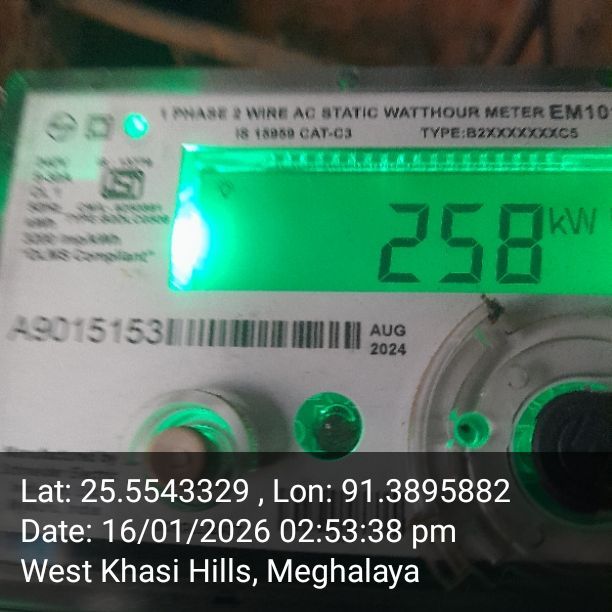 1 PHASE 2 WIRE AC STATIC WATTHOUR METER EM10
IS 15959 CAT-C3 TYPE:B2XXXXXXXC5
"DLMS Compliant"
258 kW
A9015153
AUG
2024
Lat: 25.5543329 , Lon: 91.3895882
Date: 16/01/2026 02:53:38 pm
West Khasi Hills, Meghalaya